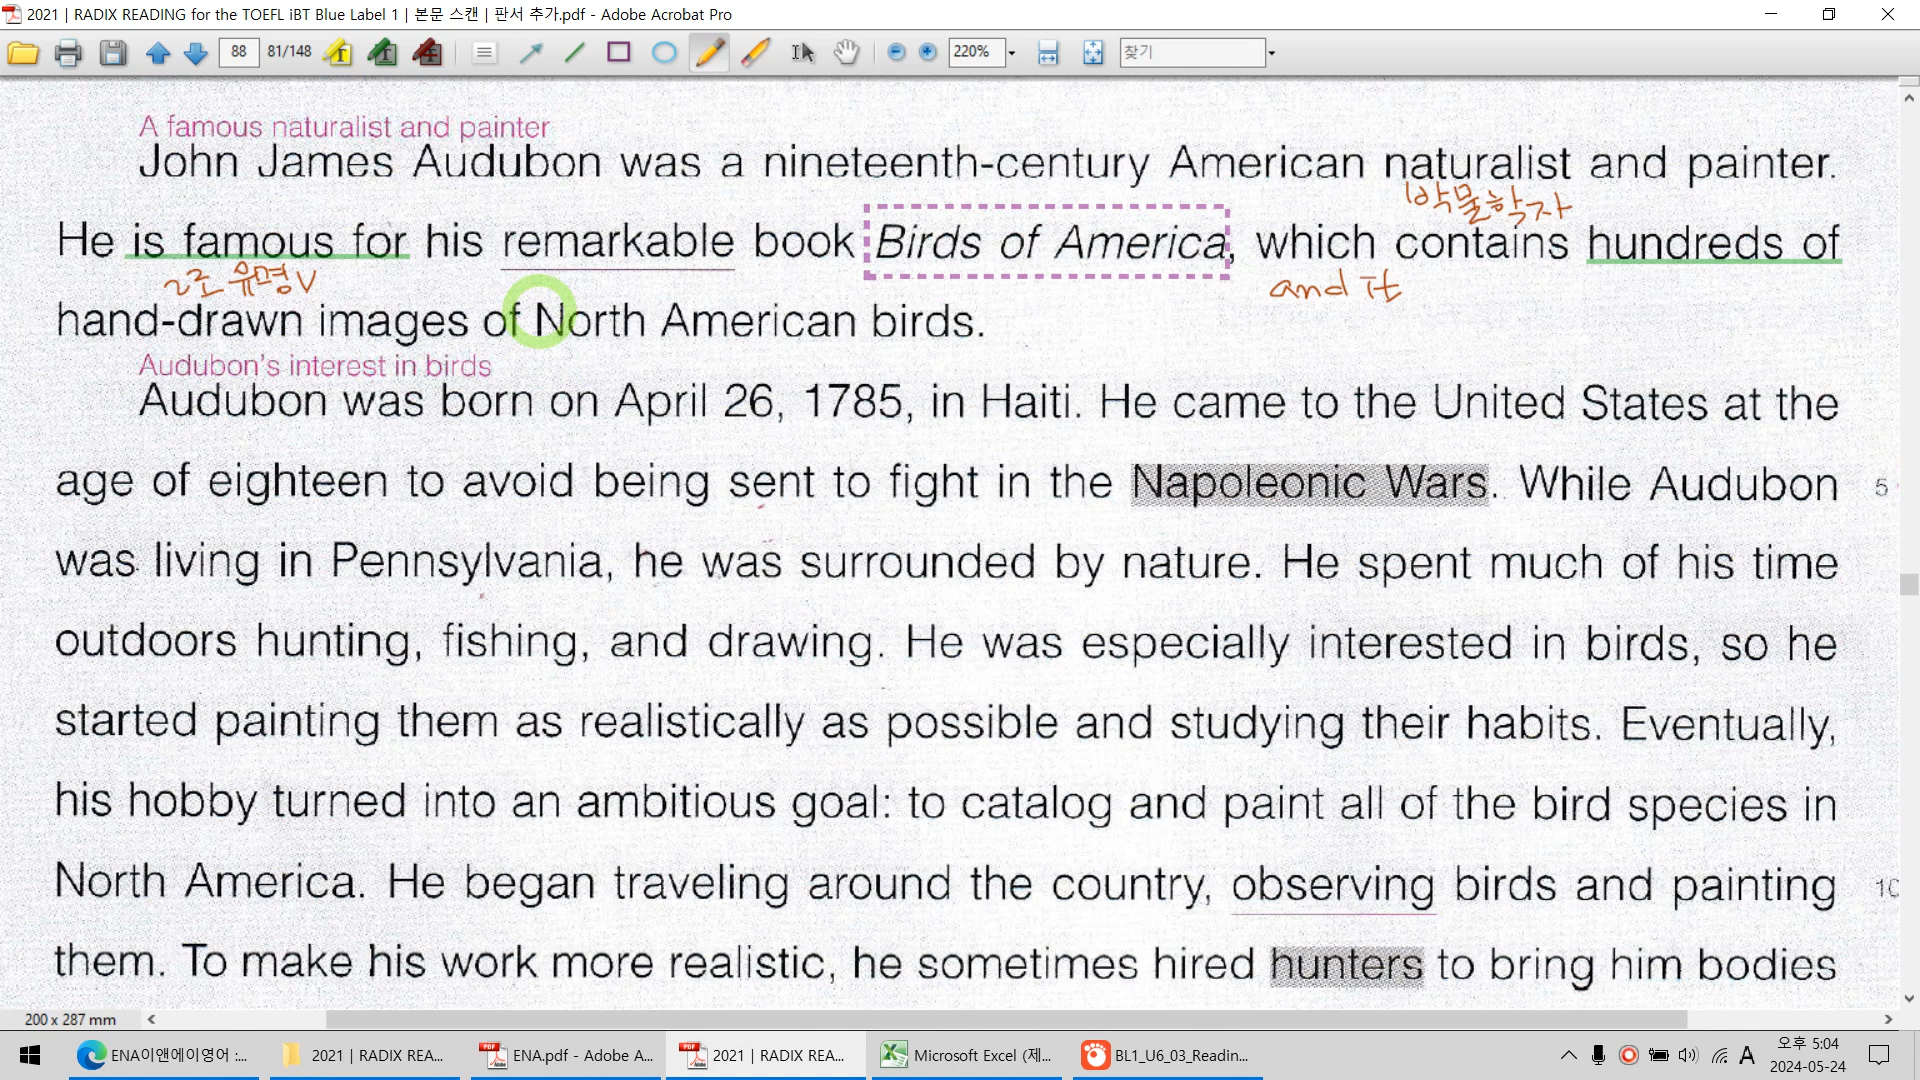 2021 | RADIX READING for the TOEFL iBT Blue Label 1 | 본문 스캔 | 판서 추가.pdf - Adobe Acrobat Pro
88 81/148 220% 찾기
A famous naturalist and painter
John James Audubon was a nineteenth-century American naturalist and painter.
박물학자
He is famous for his remarkable book Birds of America, which contains hundreds of
2로 유명V and it
hand-drawn images of North American birds.
Audubon's interest in birds
Audubon was born on April 26, 1785, in Haiti. He came to the United States at the
age of eighteen to avoid being sent to fight in the Napoleonic Wars. While Audubon 5
was living in Pennsylvania, he was surrounded by nature. He spent much of his time
outdoors hunting, fishing, and drawing. He was especially interested in birds, so he
started painting them as realistically as possible and studying their habits. Eventually,
his hobby turned into an ambitious goal: to catalog and paint all of the bird species in
North America. He began traveling around the country, observing birds and painting 10
them. To make his work more realistic, he sometimes hired hunters to bring him bodies
200 x 287 mm
ENA이앤에이영어 :... 2021 | RADIX REA... ENA.pdf - Adobe A... 2021 | RADIX REA... Microsoft Excel (제... BL1_U6_03_Readin... A 오후 5:04
2024-05-24